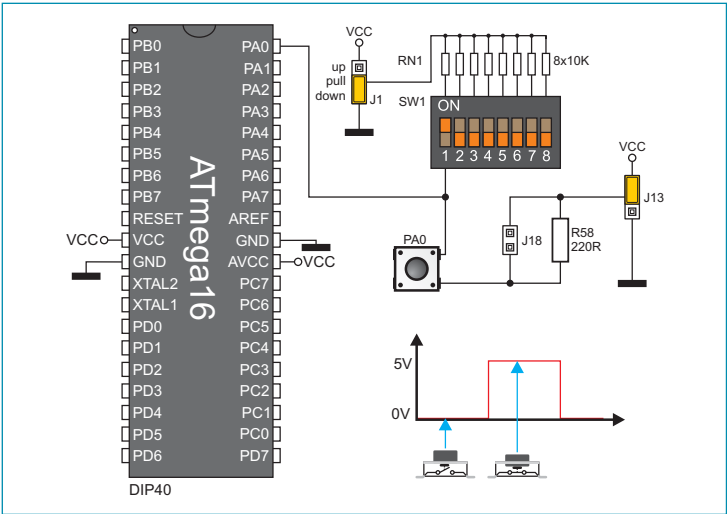 PB0 PA0
PB1 PA1
PB2 PA2
PB3 PA3
PB4 PA4
PB5 PA5
PB6 PA6
PB7 PA7
RESET AREF
VCC GND
GND AVCC
XTAL2 PC7
XTAL1 PC6
PD0 PC5
PD1 PC4
PD2 PC3
PD3 PC2
PD4 PC1
PD5 PC0
PD6 PD7
ATmega16
DIP40
VCC
VCC
VCC
up
pull
down
J1
RN1
8x10K
SW1
ON
1 2 3 4 5 6 7 8
VCC
J13
PA0
J18
R58
220R
5V
0V